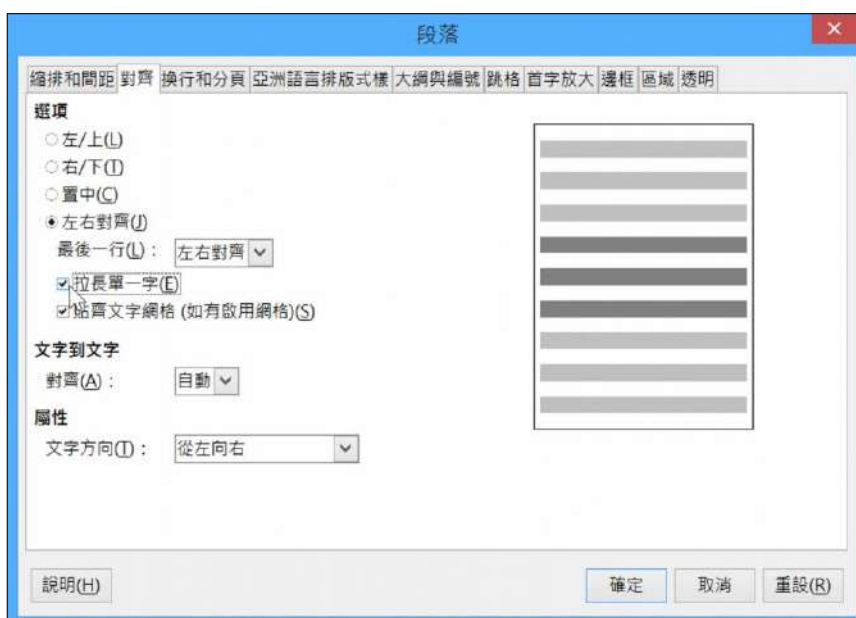 段落
縮排和間距 對齊 換行和分頁 亞洲語言排版式樣 大綱與編號 跳格 首字放大 邊框 區域 透明
選項
左/上(L)
右/下(T)
置中(C)
左右對齊(J)
最後一行(L)： 左右對齊
拉長單一字(E)
貼齊文字網格 (如有啟用網格)(S)
文字到文字
對齊(A)： 自動
屬性
文字方向(T)： 從左向右
說明(H) 確定 取消 重設(R)